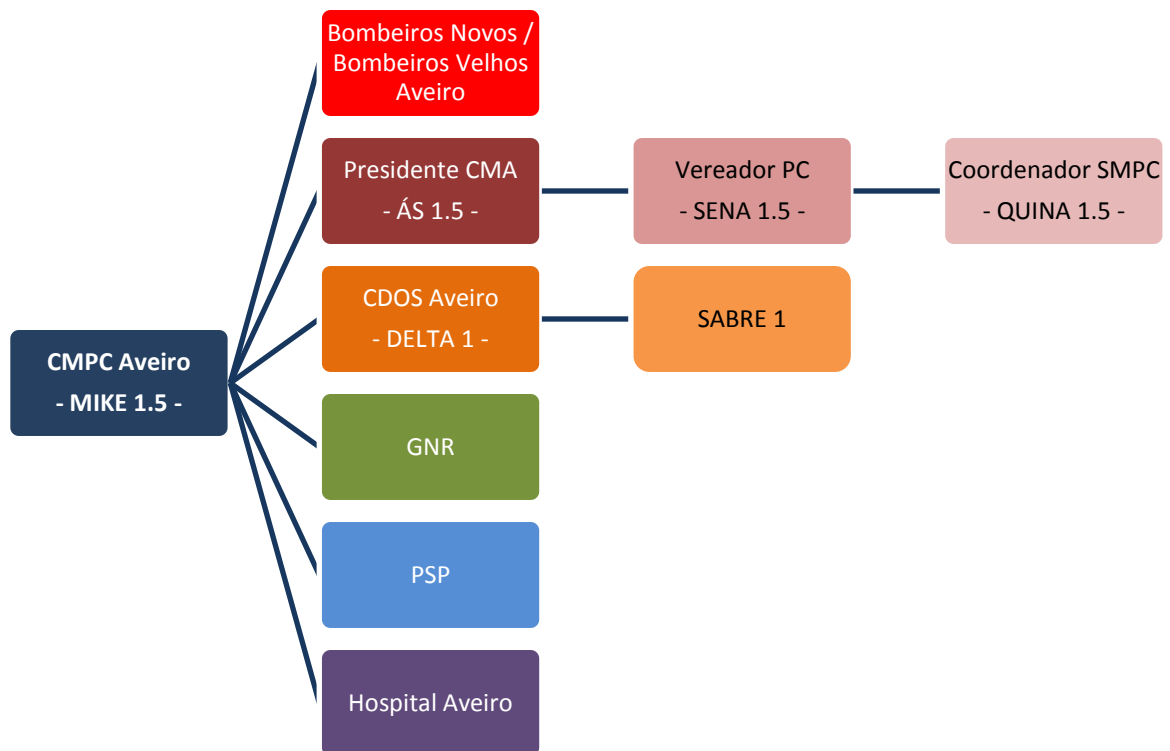 Bombeiros Novos /
Bombeiros Velhos
Aveiro
Presidente CMA
- ÁS 1.5 -
Vereador PC
- SENA 1.5 -
Coordenador SMPC
- QUINA 1.5 -
CDOS Aveiro
- DELTA 1 -
SABRE 1
CMPC Aveiro
- MIKE 1.5 -
GNR
PSP
Hospital Aveiro